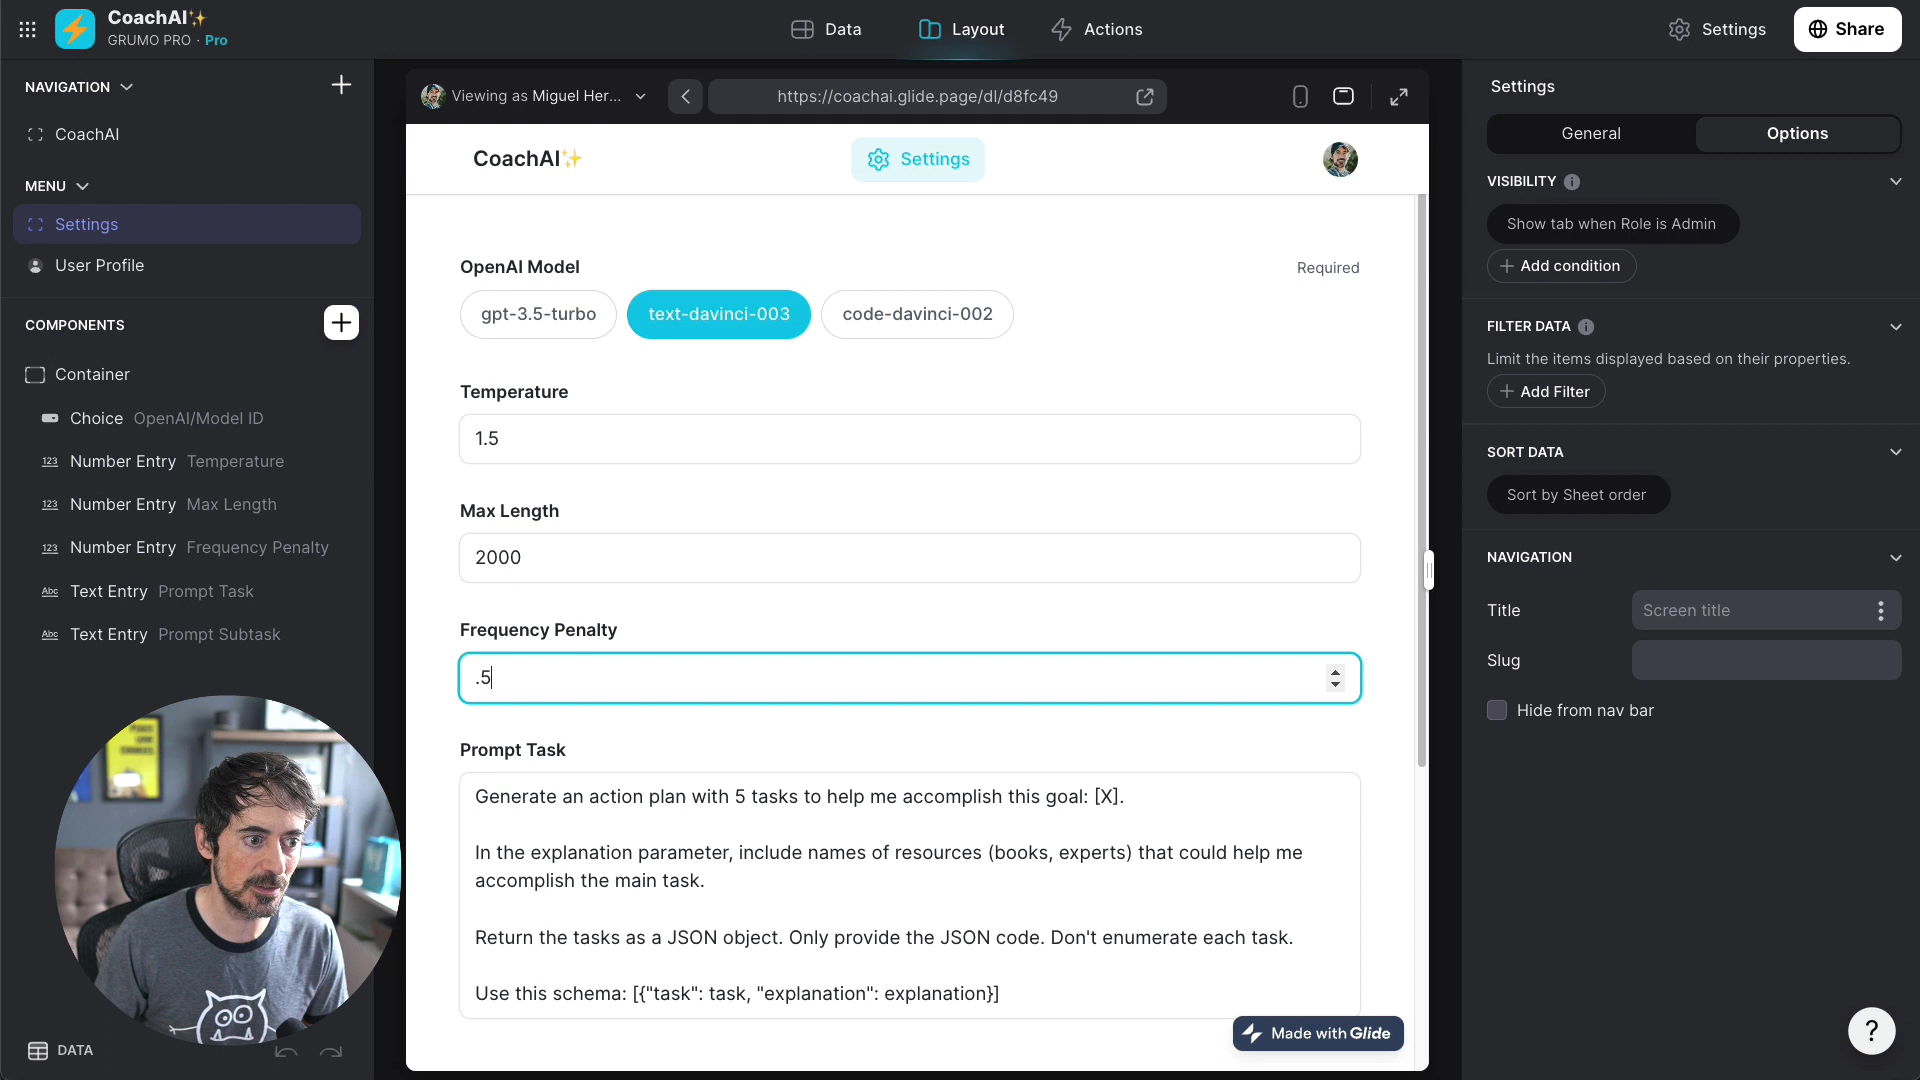 CoachAI✨
GRUMO PRO · Pro
Data
Layout
Actions
Settings
Share
NAVIGATION
CoachAI
MENU
Settings
User Profile
COMPONENTS
Container
Choice OpenAI/Model ID
123 Number Entry Temperature
123 Number Entry Max Length
123 Number Entry Frequency Penalty
Abc Text Entry Prompt Task
Abc Text Entry Prompt Subtask
DATA
Viewing as Miguel Her...
https://coachai.glide.page/dl/d8fc49
CoachAI✨
Settings
OpenAI Model
Required
gpt-3.5-turbo
text-davinci-003
code-davinci-002
Temperature
1.5
Max Length
2000
Frequency Penalty
.5
Prompt Task
Generate an action plan with 5 tasks to help me accomplish this goal: [X].
In the explanation parameter, include names of resources (books, experts) that could help me
accomplish the main task.
Return the tasks as a JSON object. Only provide the JSON code. Don't enumerate each task.
Use this schema: [{"task": task, "explanation": explanation}]
Made with Glide
Settings
General
Options
VISIBILITY
Show tab when Role is Admin
Add condition
FILTER DATA
Limit the items displayed based on their properties.
Add Filter
SORT DATA
Sort by Sheet order
NAVIGATION
Title
Screen title
Slug
Hide from nav bar
?